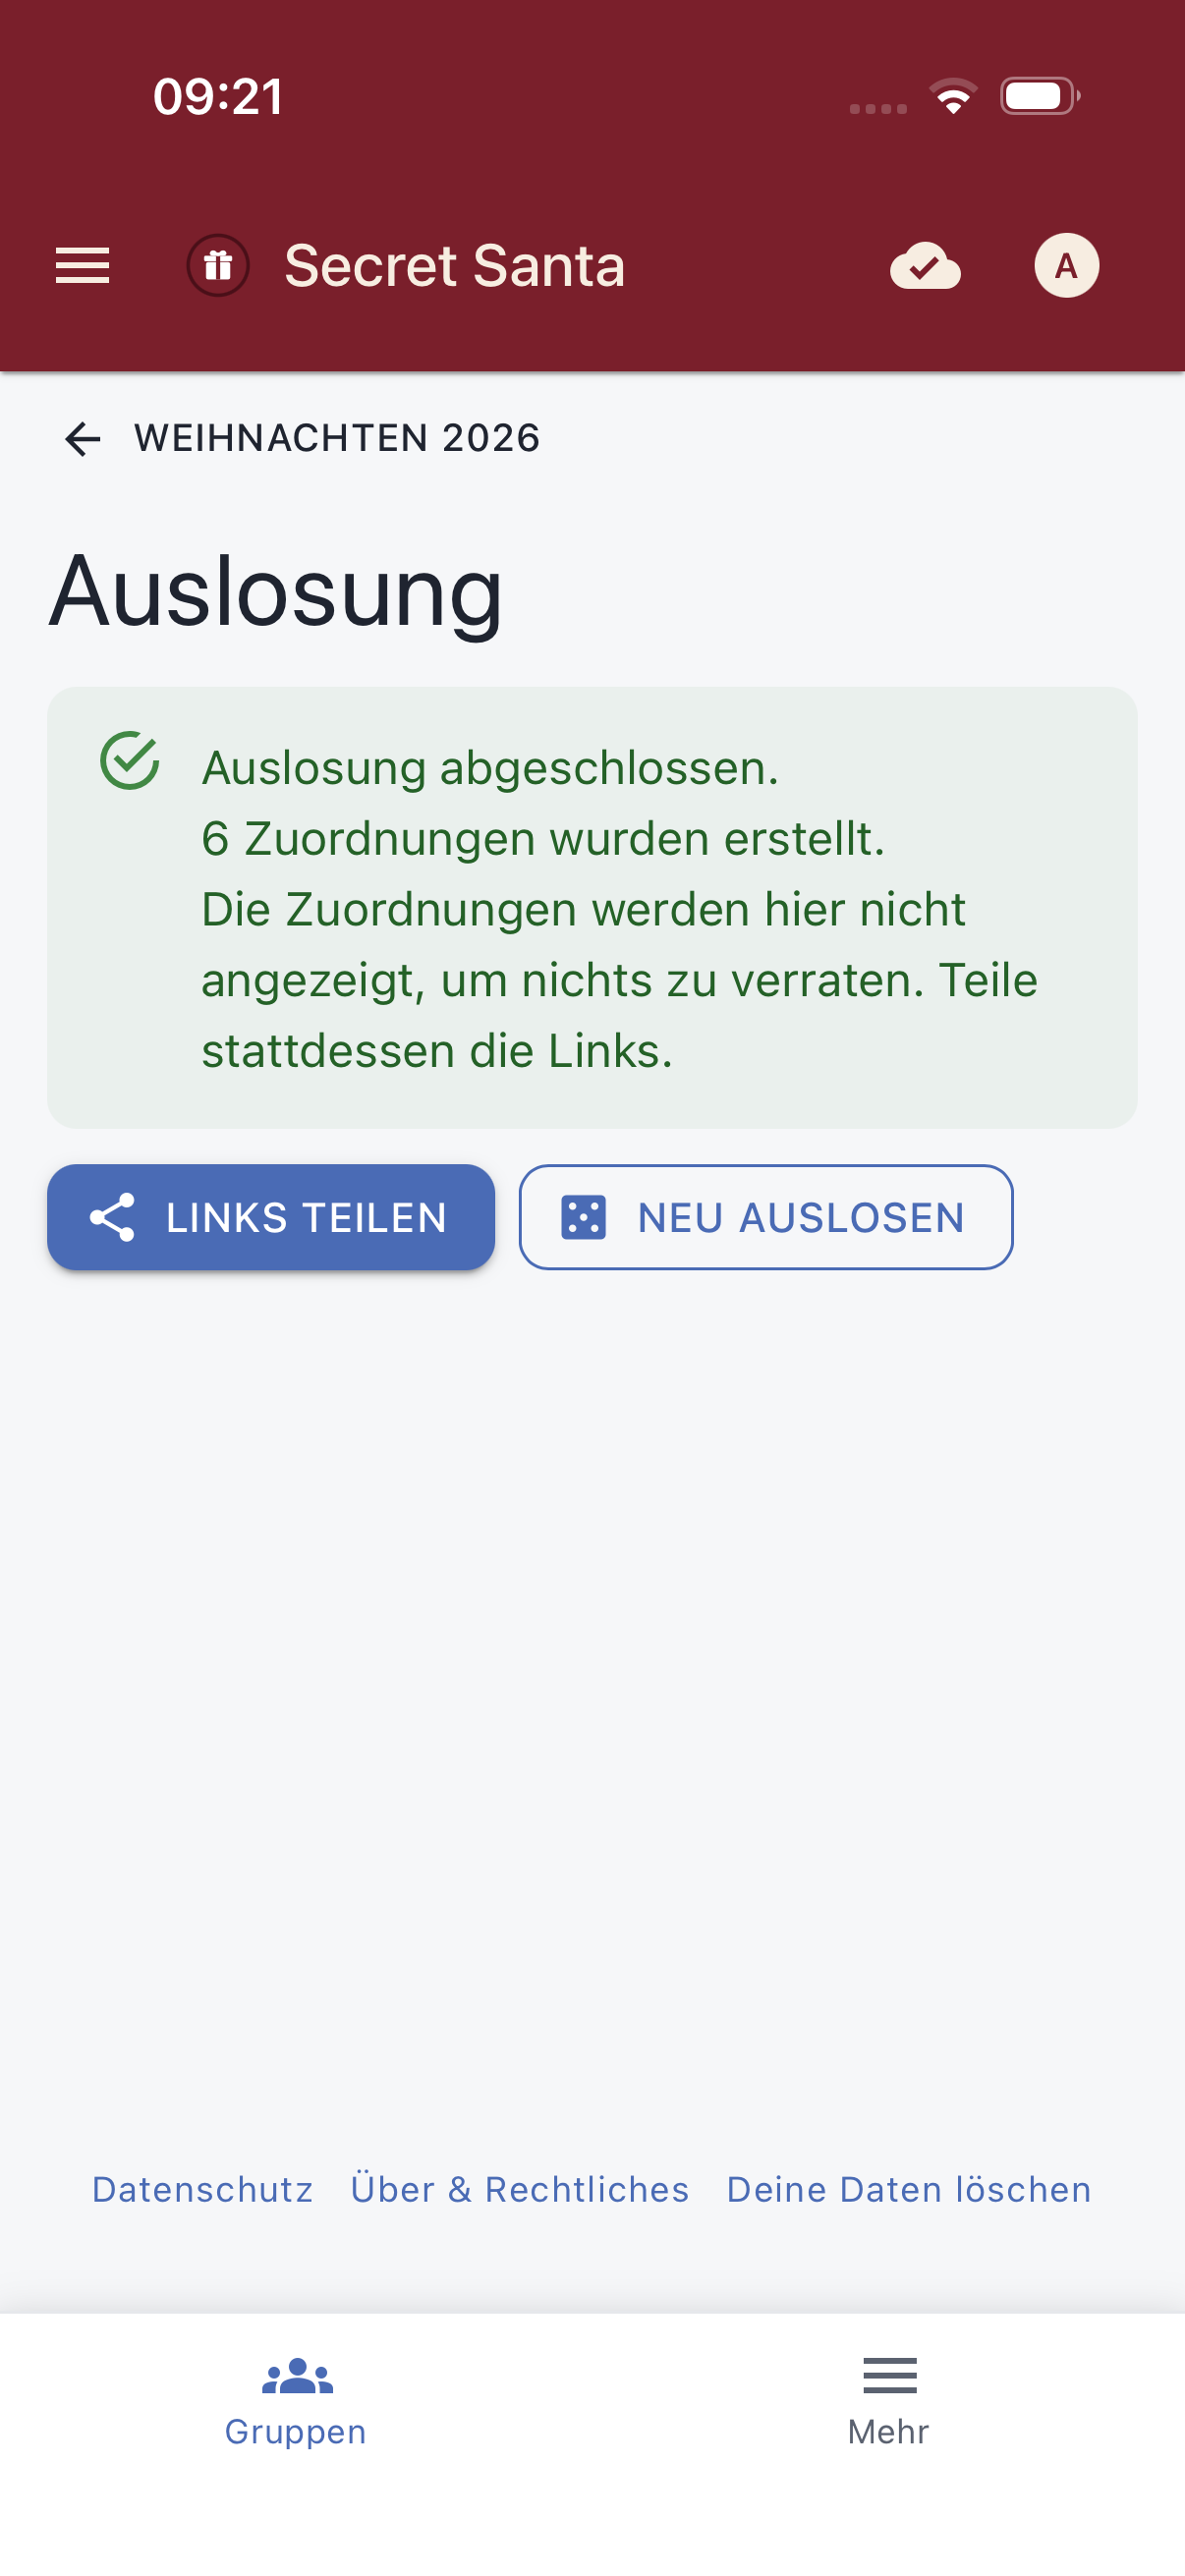 09:21
Secret Santa
A
WEIHNACHTEN 2026
Auslosung
Auslosung abgeschlossen.
6 Zuordnungen wurden erstellt.
Die Zuordnungen werden hier nicht
angezeigt, um nichts zu verraten. Teile
stattdessen die Links.
LINKS TEILEN
NEU AUSLOSEN
Datenschutz Über & Rechtliches Deine Daten löschen
Gruppen
Mehr